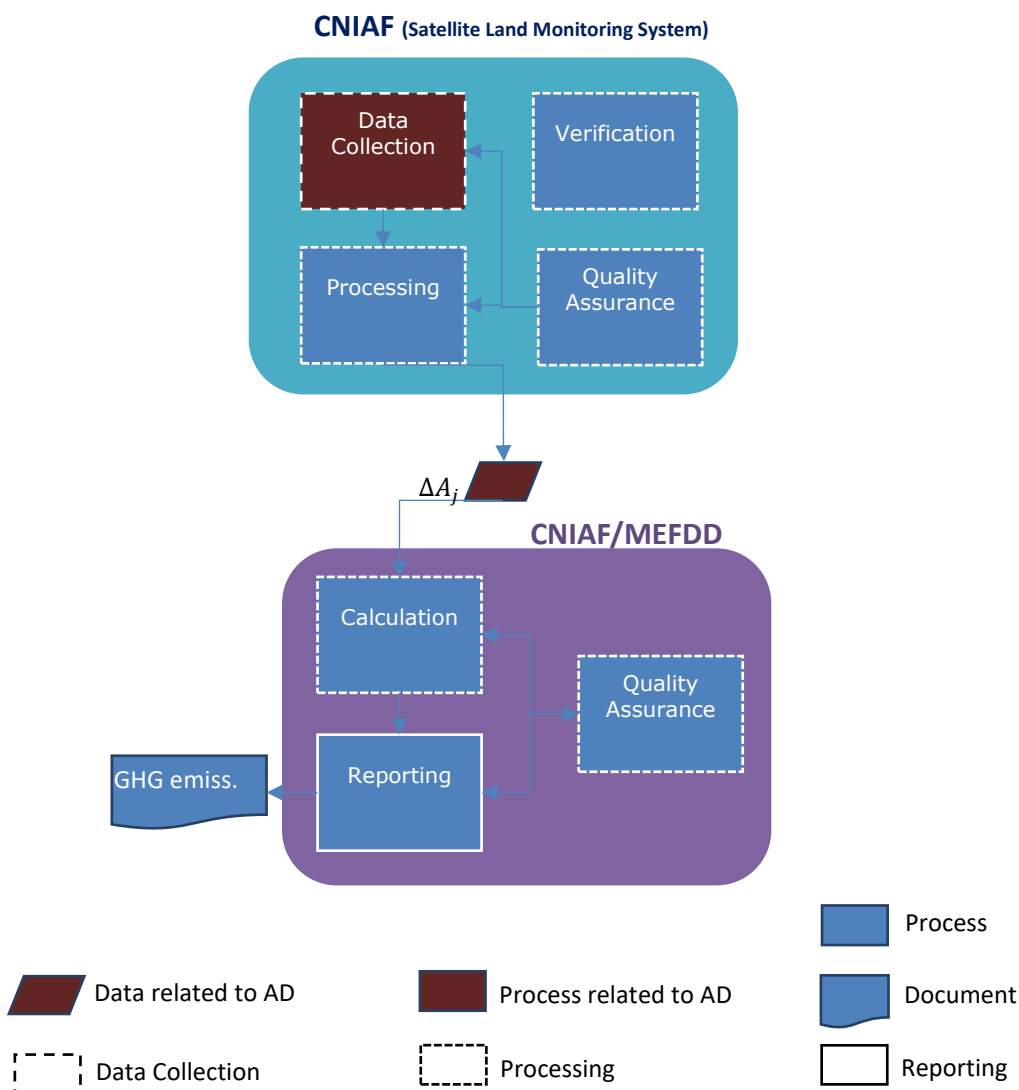 CNIAF (Satellite Land Monitoring System)
Data
Collection
Verification
Processing
Quality
Assurance
ΔA_j
CNIAF/MEFDD
Calculation
Quality
Assurance
Reporting
GHG emiss.
Process
Data related to AD
Process related to AD
Document
Data Collection
Processing
Reporting